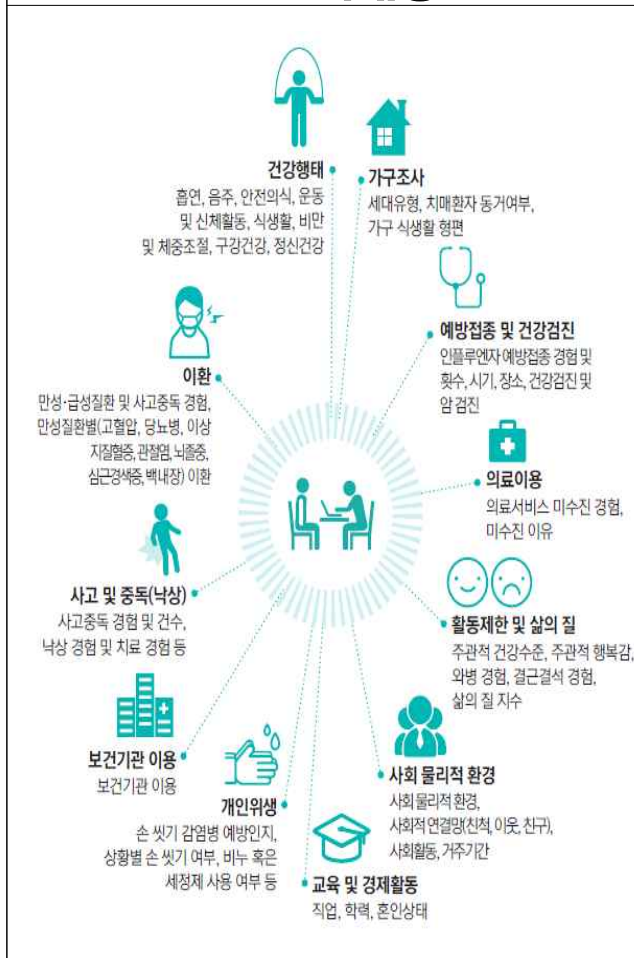 건강행태
흡연, 음주, 안전의식, 운동
및 신체활동, 식생활, 비만
및 체중조절, 구강건강, 정신건강
가구조사
세대유형, 치매환자 동거여부,
가구 식생활 형편
예방접종 및 건강검진
인플루엔자 예방접종 경험 및
횟수, 시기, 장소, 건강검진 및
암 검진
이환
만성·급성질환 및 사고중독 경험,
만성질환별(고혈압, 당뇨병, 이상
지질혈증, 관절염, 뇌졸중,
심근경색증, 백내장) 이환
의료이용
의료서비스 미수진 경험,
미수진 이유
사고 및 중독(낙상)
사고중독 경험 및 건수,
낙상 경험 및 치료 경험 등
활동제한 및 삶의 질
주관적 건강수준, 주관적 행복감,
와병 경험, 결근결석 경험,
삶의 질 지수
보건기관 이용
보건기관 이용
사회 물리적 환경
사회 물리적 환경,
사회적 연결망(친척, 이웃, 친구),
사회활동, 거주기간
개인위생
손 씻기 감염병 예방인지,
상황별 손 씻기 여부, 비누 혹은
세정제 사용 여부 등
교육 및 경제활동
직업, 학력, 혼인상태